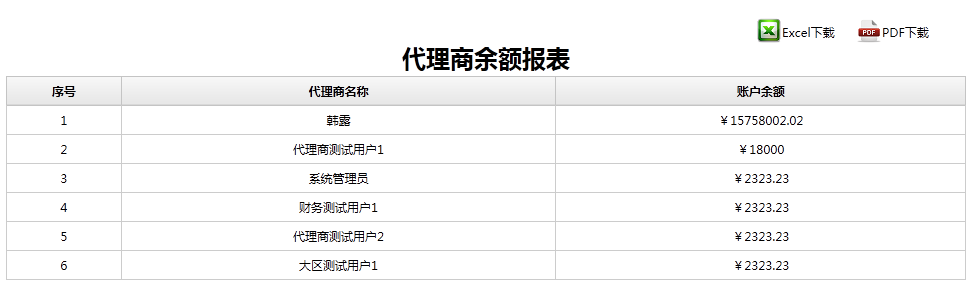 Excel下载 PDF下载
代理商余额报表
序号 代理商名称 账户余额
1 韩露 ￥15758002.02
2 代理商测试用户1 ￥18000
3 系统管理员 ￥2323.23
4 财务测试用户1 ￥2323.23
5 代理商测试用户2 ￥2323.23
6 大区测试用户1 ￥2323.23